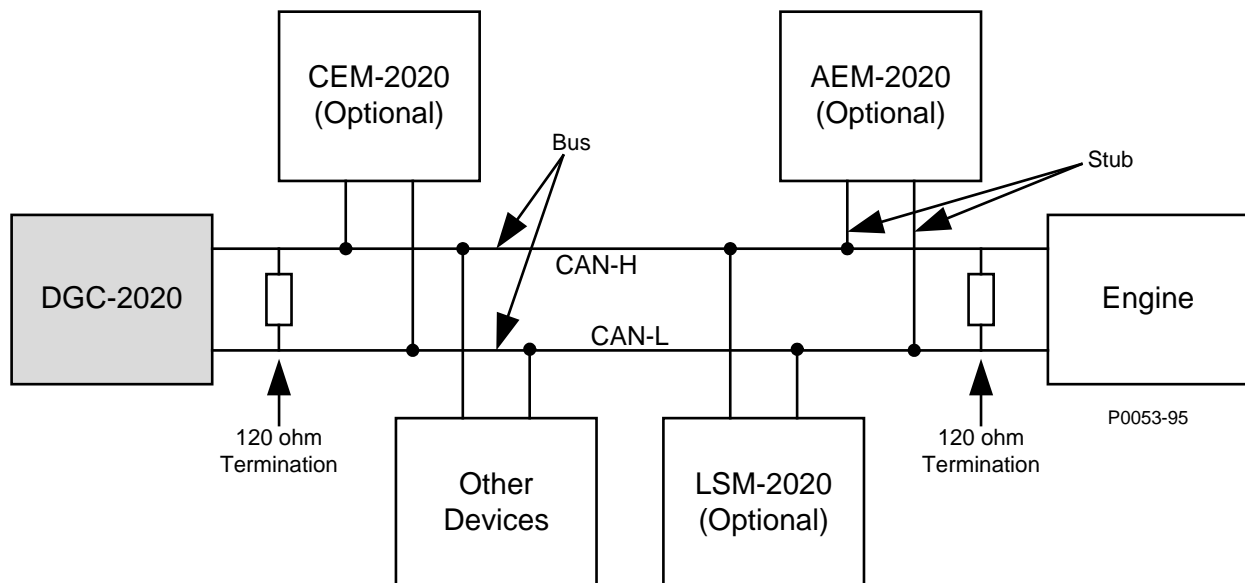 CEM-2020
(Optional)
AEM-2020
(Optional)
Bus
Stub
DGC-2020
CAN-H
Engine
CAN-L
P0053-95
120 ohm
Termination
120 ohm
Termination
Other
Devices
LSM-2020
(Optional)